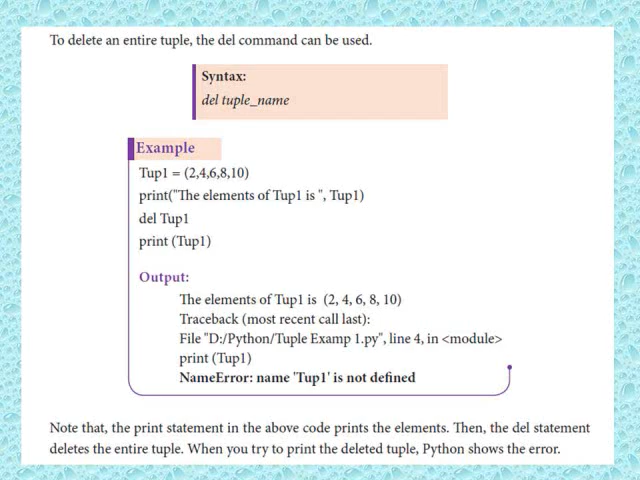 To delete an entire tuple, the del command can be used.
Syntax:
del tuple_name
Example
Tup1 = (2,4,6,8,10)
print("The elements of Tup1 is ", Tup1)
del Tup1
print (Tup1)
Output:
The elements of Tup1 is (2, 4, 6, 8, 10)
Traceback (most recent call last):
File "D:/Python/Tuple Examp 1.py", line 4, in <module>
print (Tup1)
NameError: name 'Tup1' is not defined
Note that, the print statement in the above code prints the elements. Then, the del statement
deletes the entire tuple. When you try to print the deleted tuple, Python shows the error.